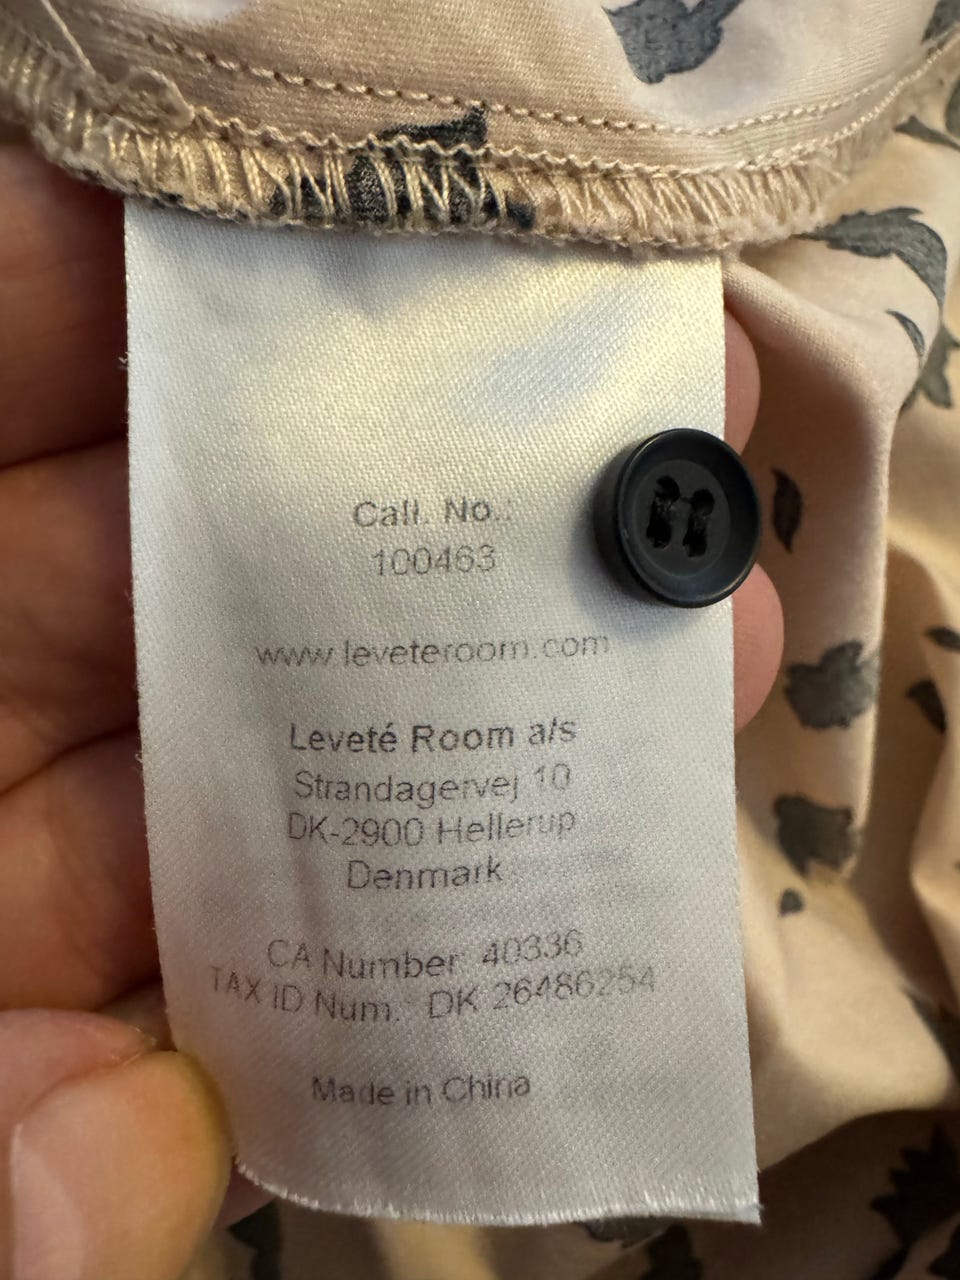 Call. No.:
100463
www.leveteroom.com
Leveté Room a/s
Strandagervej 10
DK-2900 Hellerup
Denmark
CA Number: 40336
TAX ID Num.: DK 26486254
Made in China